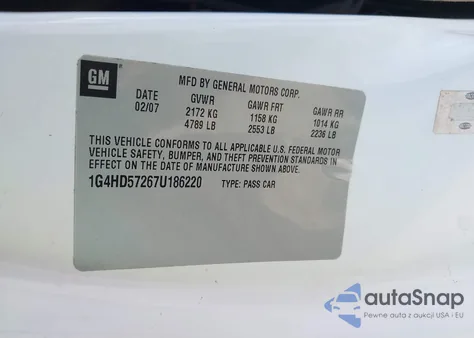 GM
MFD BY GENERAL MOTORS CORP.
DATE GVWR GAWR FRT GAWR RR
02/07 2172 KG 1158 KG 1014 KG
4789 LB 2553 LB 2236 LB
THIS VEHICLE CONFORMS TO ALL APPLICABLE U.S. FEDERAL MOTOR
VEHICLE SAFETY, BUMPER, AND THEFT PREVENTION STANDARDS IN
EFFECT ON THE DATE OF MANUFACTURE SHOWN ABOVE.
1G4HD57267U186220 TYPE: PASS CAR
autoSnap
Pewne auta z aukcji USA i EU